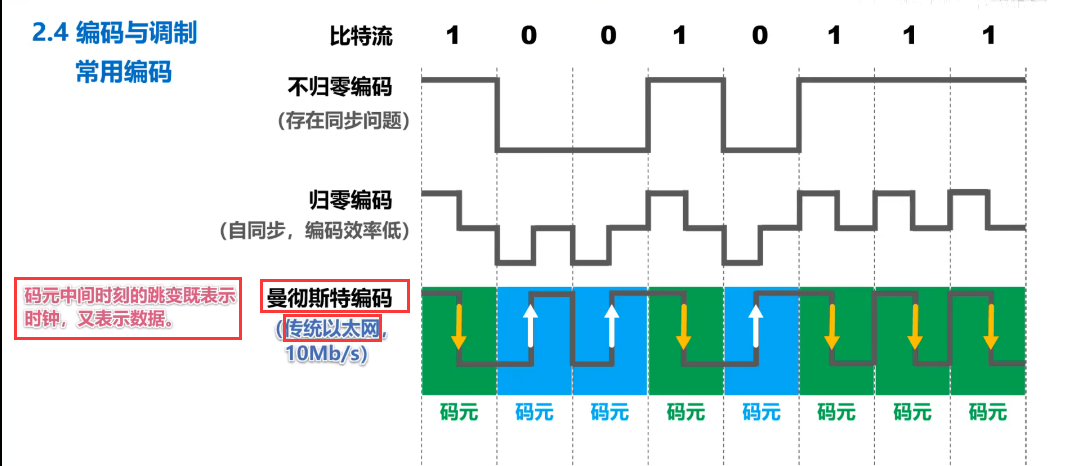 2.4 编码与调制
常用编码
比特流 1 0 0 1 0 1 1 1
不归零编码
(存在同步问题)
归零编码
(自同步，编码效率低)
码元中间时刻的跳变既表示
时钟，又表示数据。
曼彻斯特编码
(传统以太网,
10Mb/s)
码元 码元 码元 码元 码元 码元 码元 码元